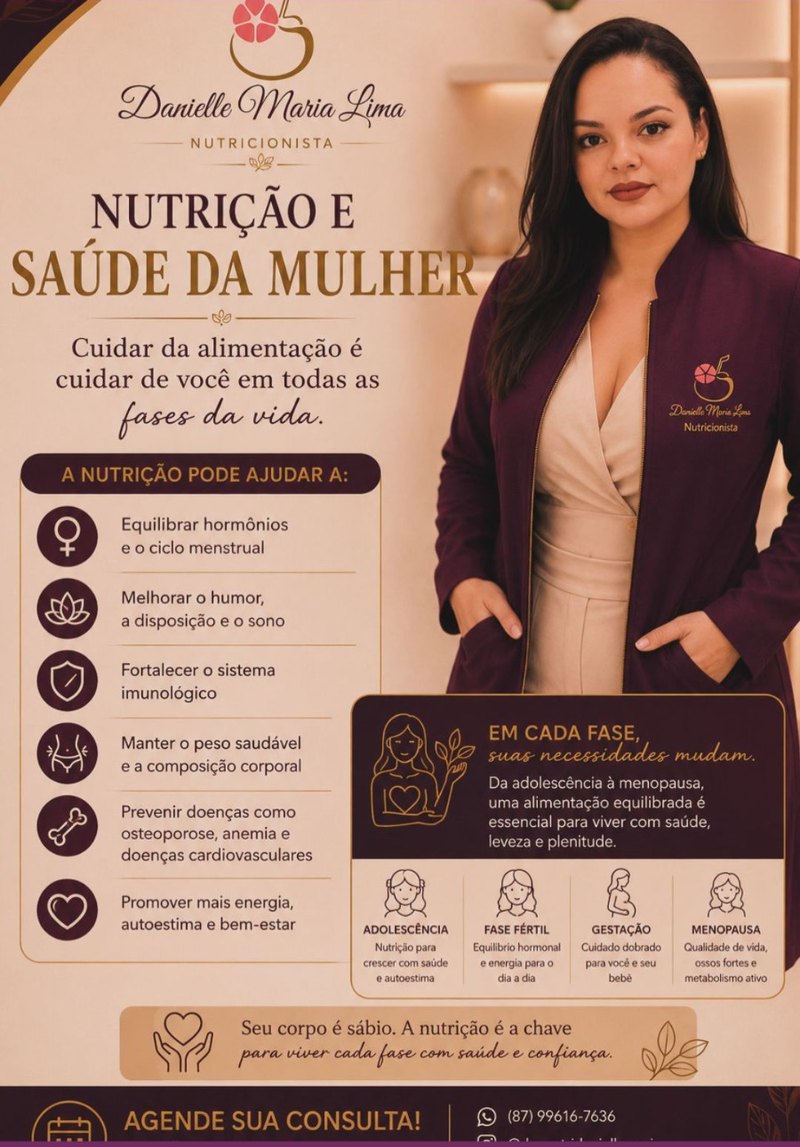 Danielle Maria Lima
NUTRICIONISTA
NUTRIÇÃO E
SAÚDE DA MULHER
Cuidar da alimentação é
cuidar de você em todas as
fases da vida.
A NUTRIÇÃO PODE AJUDAR A:
Equilibrar hormônios
e o ciclo menstrual
Melhorar o humor,
a disposição e o sono
Fortalecer o sistema
imunológico
Manter o peso saudável
e a composição corporal
Prevenir doenças como
osteoporose, anemia e
doenças cardiovasculares
Promover mais energia,
autoestima e bem-estar
Danielle Maria Lima
Nutricionista
EM CADA FASE,
suas necessidades mudam.
Da adolescência à menopausa,
uma alimentação equilibrada é
essencial para viver com saúde,
leveza e plenitude.
ADOLESCÊNCIA
Nutrição para
crescer com saúde
e autoestima
FASE FÉRTIL
Equilíbrio hormonal
e energia para o
dia a dia
GESTAÇÃO
Cuidado dobrado
para você e seu
bebê
MENOPAUSA
Qualidade de vida,
ossos fortes e
metabolismo ativo
Seu corpo é sábio. A nutrição é a chave
para viver cada fase com saúde e confiança.
AGENDE SUA CONSULTA!
(87) 99616-7636